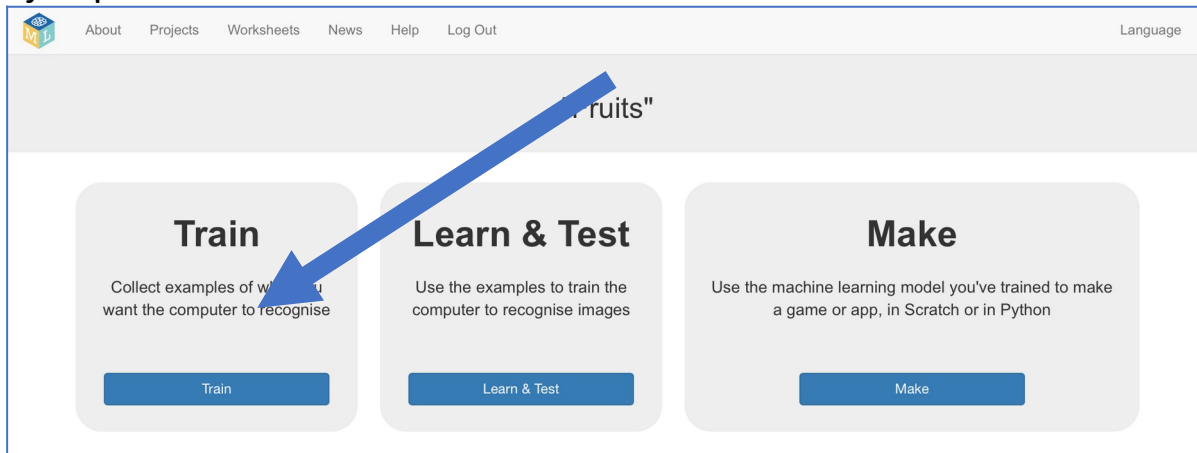 About Projects Worksheets News Help Log Out Language
ruits"
Train
Collect examples of
want the computer to recognise
Train
Learn & Test
Use the examples to train the
computer to recognise images
Learn & Test
Make
Use the machine learning model you've trained to make
a game or app, in Scratch or in Python
Make